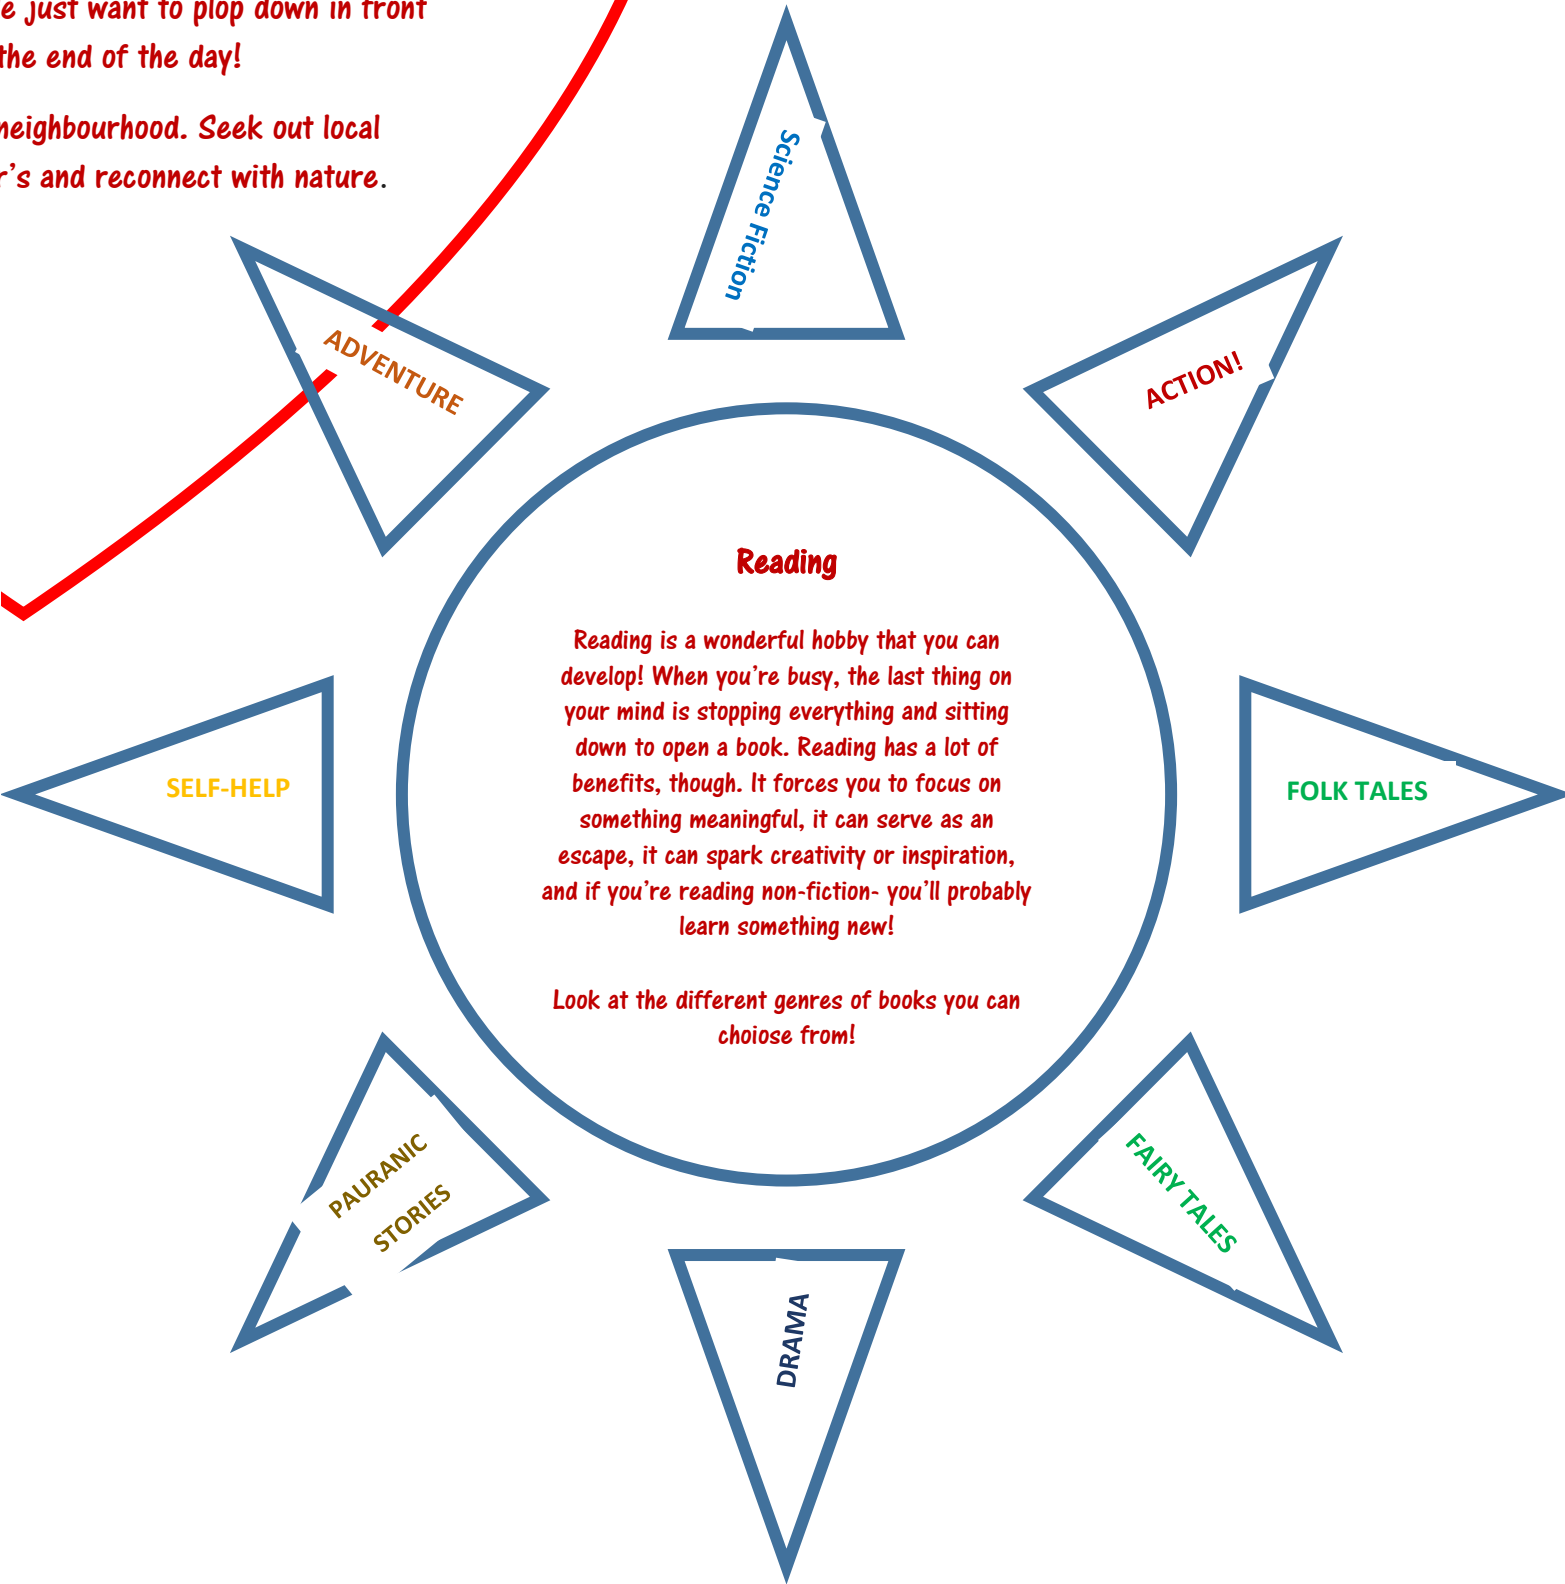 e just want to plop down in front
the end of the day!
neighbourhood. Seek out local
r's and reconnect with nature.
Science Fiction
ADVENTURE
ACTION!
Reading
Reading is a wonderful hobby that you can
develop! When you're busy, the last thing on
your mind is stopping everything and sitting
down to open a book. Reading has a lot of
benefits, though. It forces you to focus on
something meaningful, it can serve as an
escape, it can spark creativity or inspiration,
and if you're reading non-fiction- you'll probably
learn something new!
Look at the different genres of books you can
choiose from!
SELF-HELP
FOLK TALES
PAURANIC
STORIES
FAIRY TALES
DRAMA